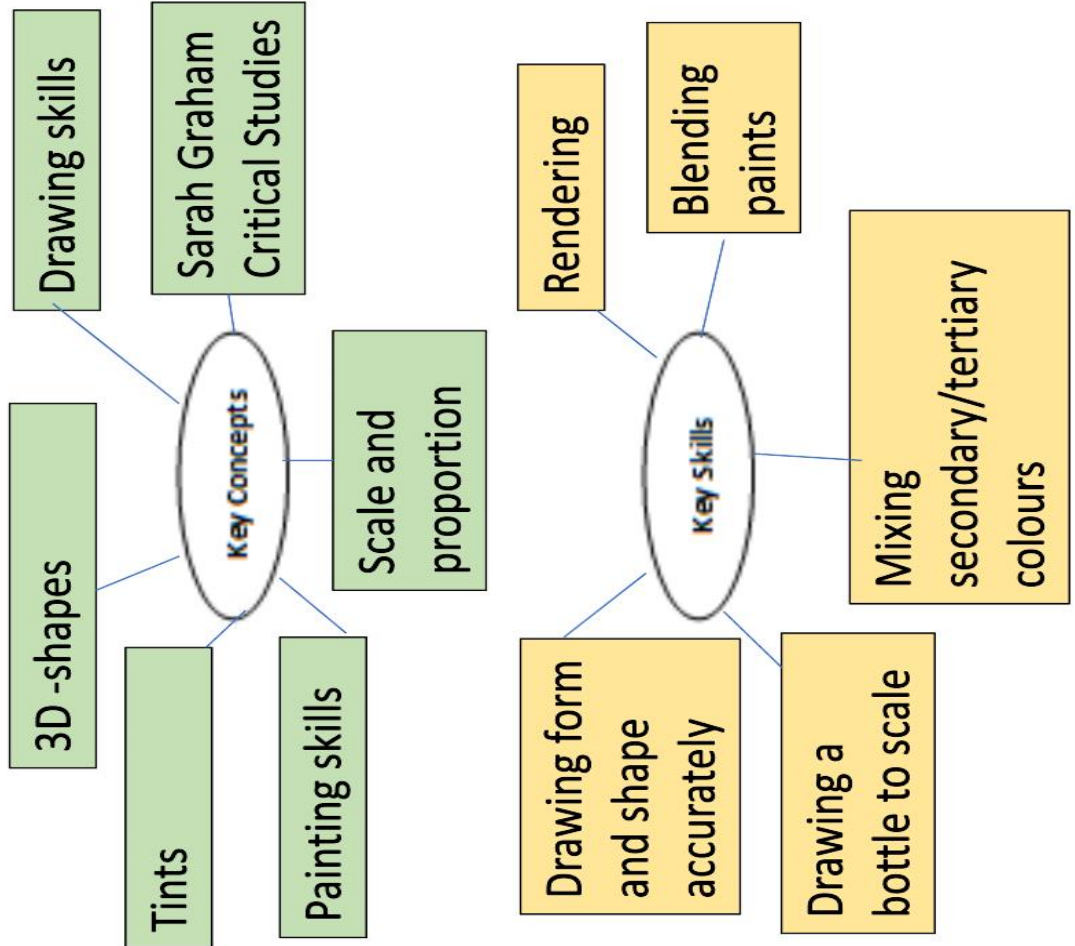 3D -shapes
Drawing skills
Tints
Key Concepts
Sarah Graham
Critical Studies
Painting skills
Scale and
proportion
Drawing form
and shape
accurately
Rendering
Key Skills
Blending
paints
Drawing a
bottle to scale
Mixing
secondary/tertiary
colours